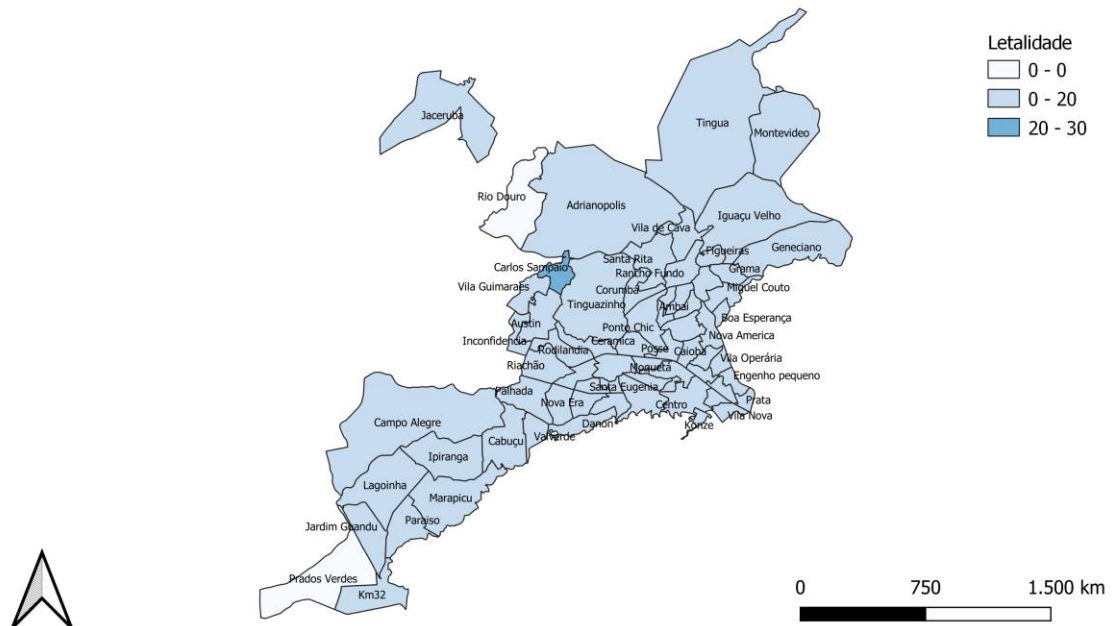 Letalidade
0 - 0
0 - 20
20 - 30
Jaceruba
Tingua
Montevideo
Rio Douro
Adrianopolis
Iguaçu Velho
Vila de Cava
Figueiras
Geneciano
Carlos Sampaio
Santa Rita
Rancho Fundo
Grama
Vila Guimarães
Corumba
Miguel Couto
Tinguazinho
Ambai
Boa Esperança
Austin
Ponto Chic
Nova America
Inconfidencia
Ceramica
Rodilandia
Posse
Caioba
Vila Operária
Riachão
Moquetá
Engenho pequeno
Palhada
Santa Eugenia
Nova Era
Centro
Prata
Vila Nova
Campo Alegre
Danon
Konze
Valverde
Cabuçu
Ipiranga
Lagoinha
Marapicu
Jardim Guandu
Paraiso
Prados Verdes
Km32
0 750 1.500 km